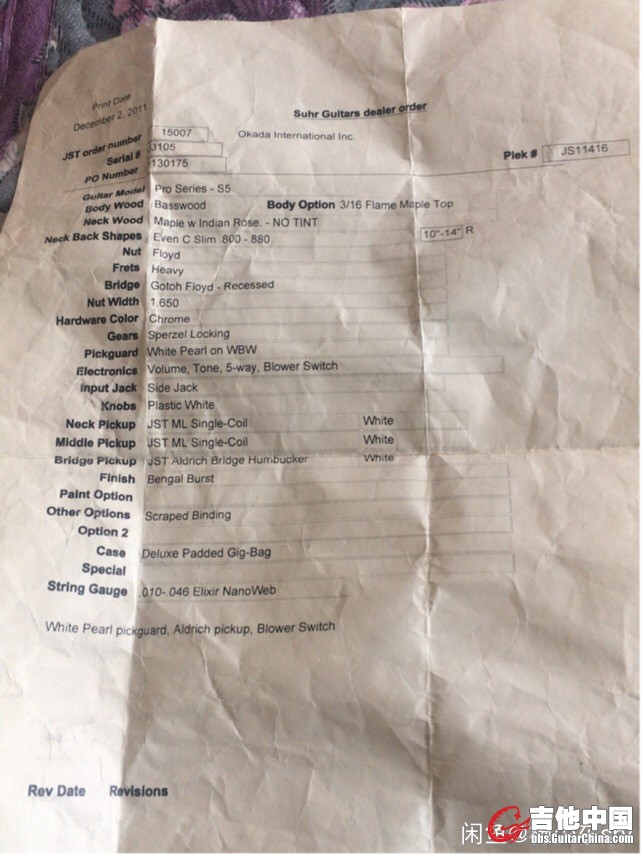 Print Date
December 2, 2011
Suhr Guitars dealer order
JST order number 15007 Okada International Inc.
Serial # 3105 Plek # JS11416
PO Number 130175
Guitar Model Pro Series - S5
Body Wood Basswood Body Option 3/16 Flame Maple Top
Neck Wood Maple w Indian Rose. - NO TINT
Neck Back Shapes Even C Slim .800 -.880 10"-14" R
Nut Floyd
Frets Heavy
Bridge Gotoh Floyd - Recessed
Nut Width 1.650
Hardware Color Chrome
Gears Sperzel Locking
Pickguard White Pearl on WBW
Electronics Volume, Tone, 5-way, Blower Switch
Input Jack Side Jack
Knobs Plastic White
Neck Pickup JST ML Single-Coil White
Middle Pickup JST ML Single-Coil White
Bridge Pickup JST Aldrich Bridge Humbucker White
Finish Bengal Burst
Paint Option
Other Options Scraped Binding
Option 2
Case Deluxe Padded Gig-Bag
Special
String Gauge .010-.046 Elixir NanoWeb
White Pearl pickguard, Aldrich pickup, Blower Switch
Rev Date Revisions
吉他中国
闲鱼@
bbs.GuitarChina.com